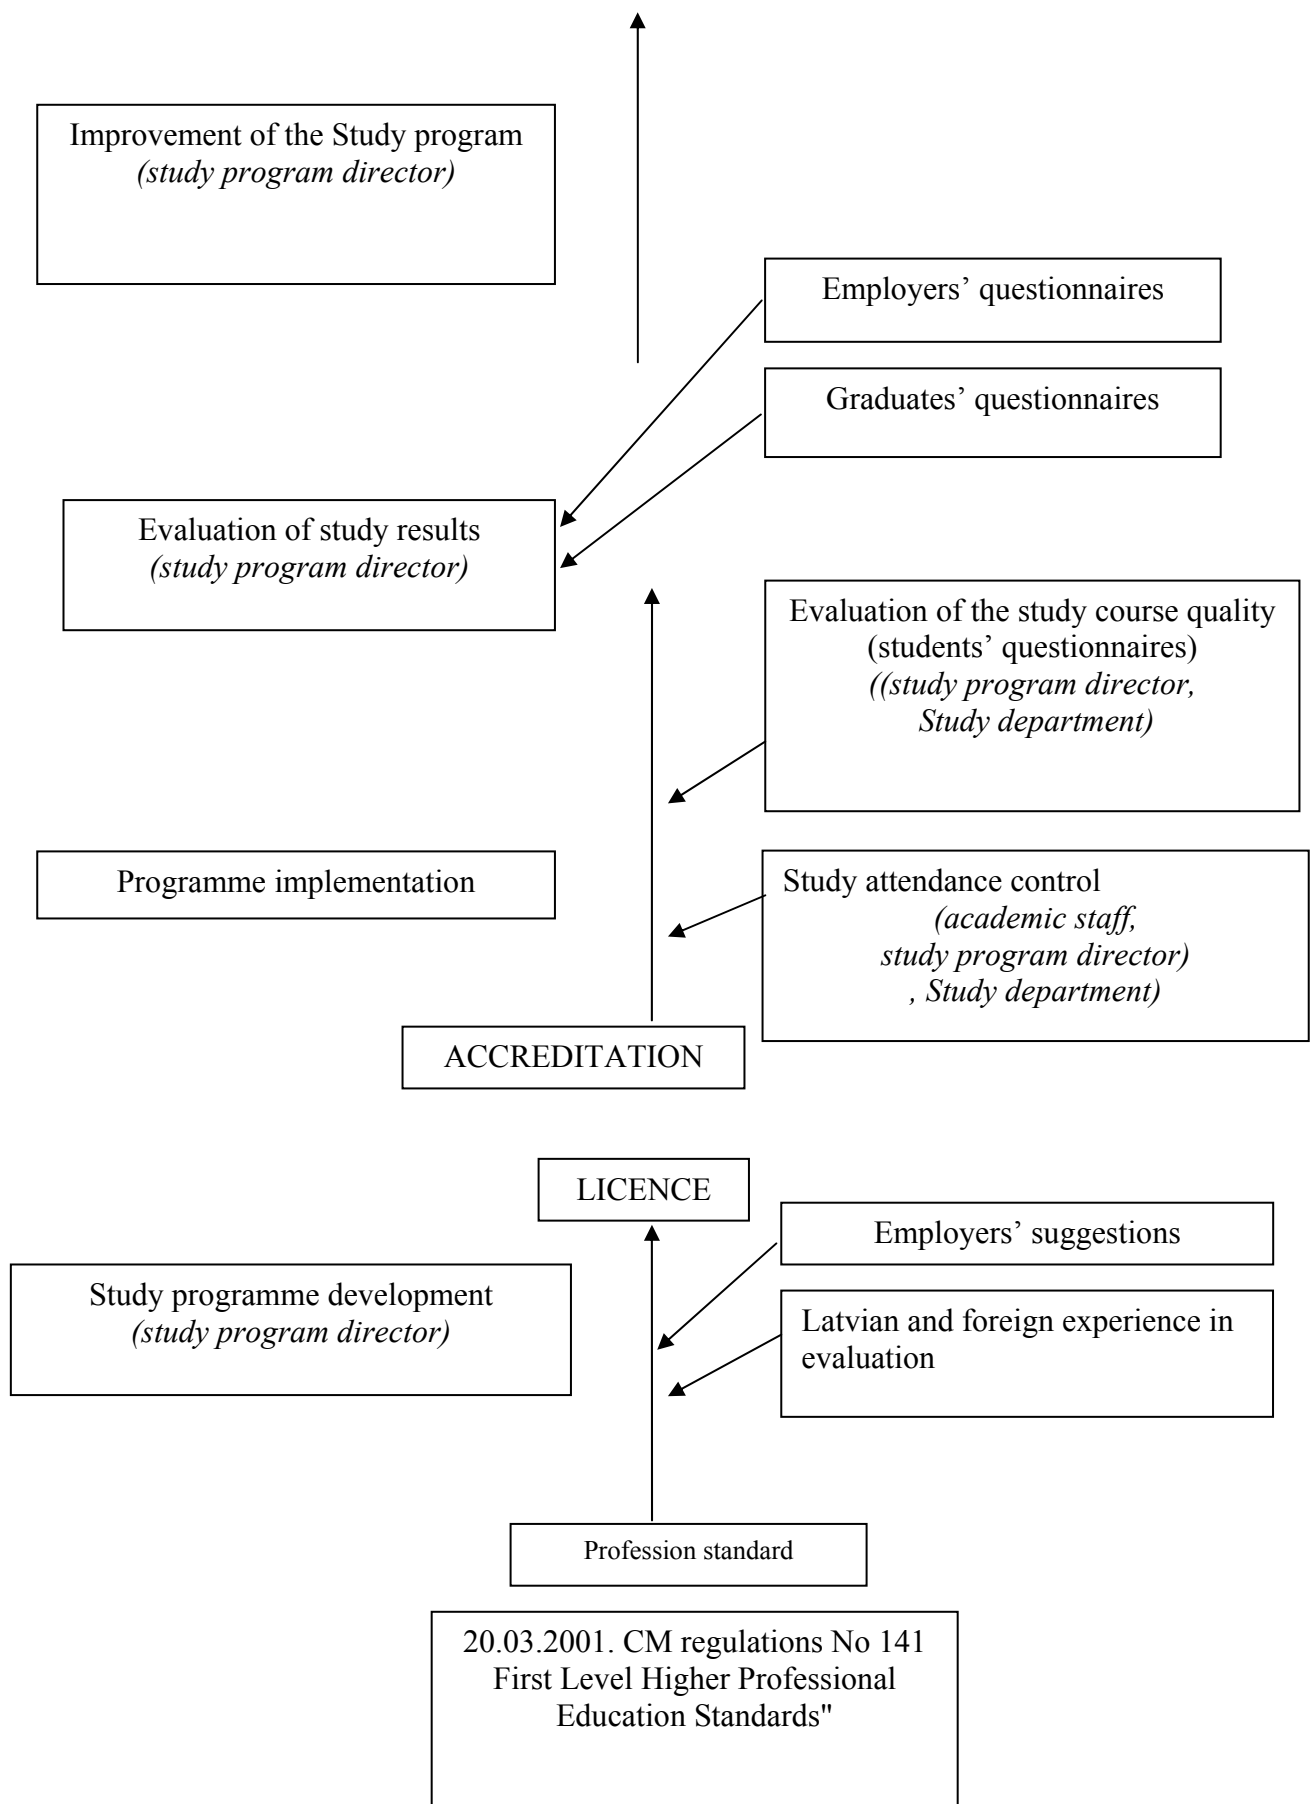 Improvement of the Study program
(study program director)
Employers’ questionnaires
Graduates’ questionnaires
Evaluation of study results
(study program director)
Evaluation of the study course quality
(students’ questionnaires)
((study program director,
Study department)
Programme implementation
Study attendance control
(academic staff,
study program director)
, Study department)
ACCREDITATION
LICENCE
Employers’ suggestions
Study programme development
(study program director)
Latvian and foreign experience in
evaluation
Profession standard
20.03.2001. CM regulations No 141
First Level Higher Professional
Education Standards"